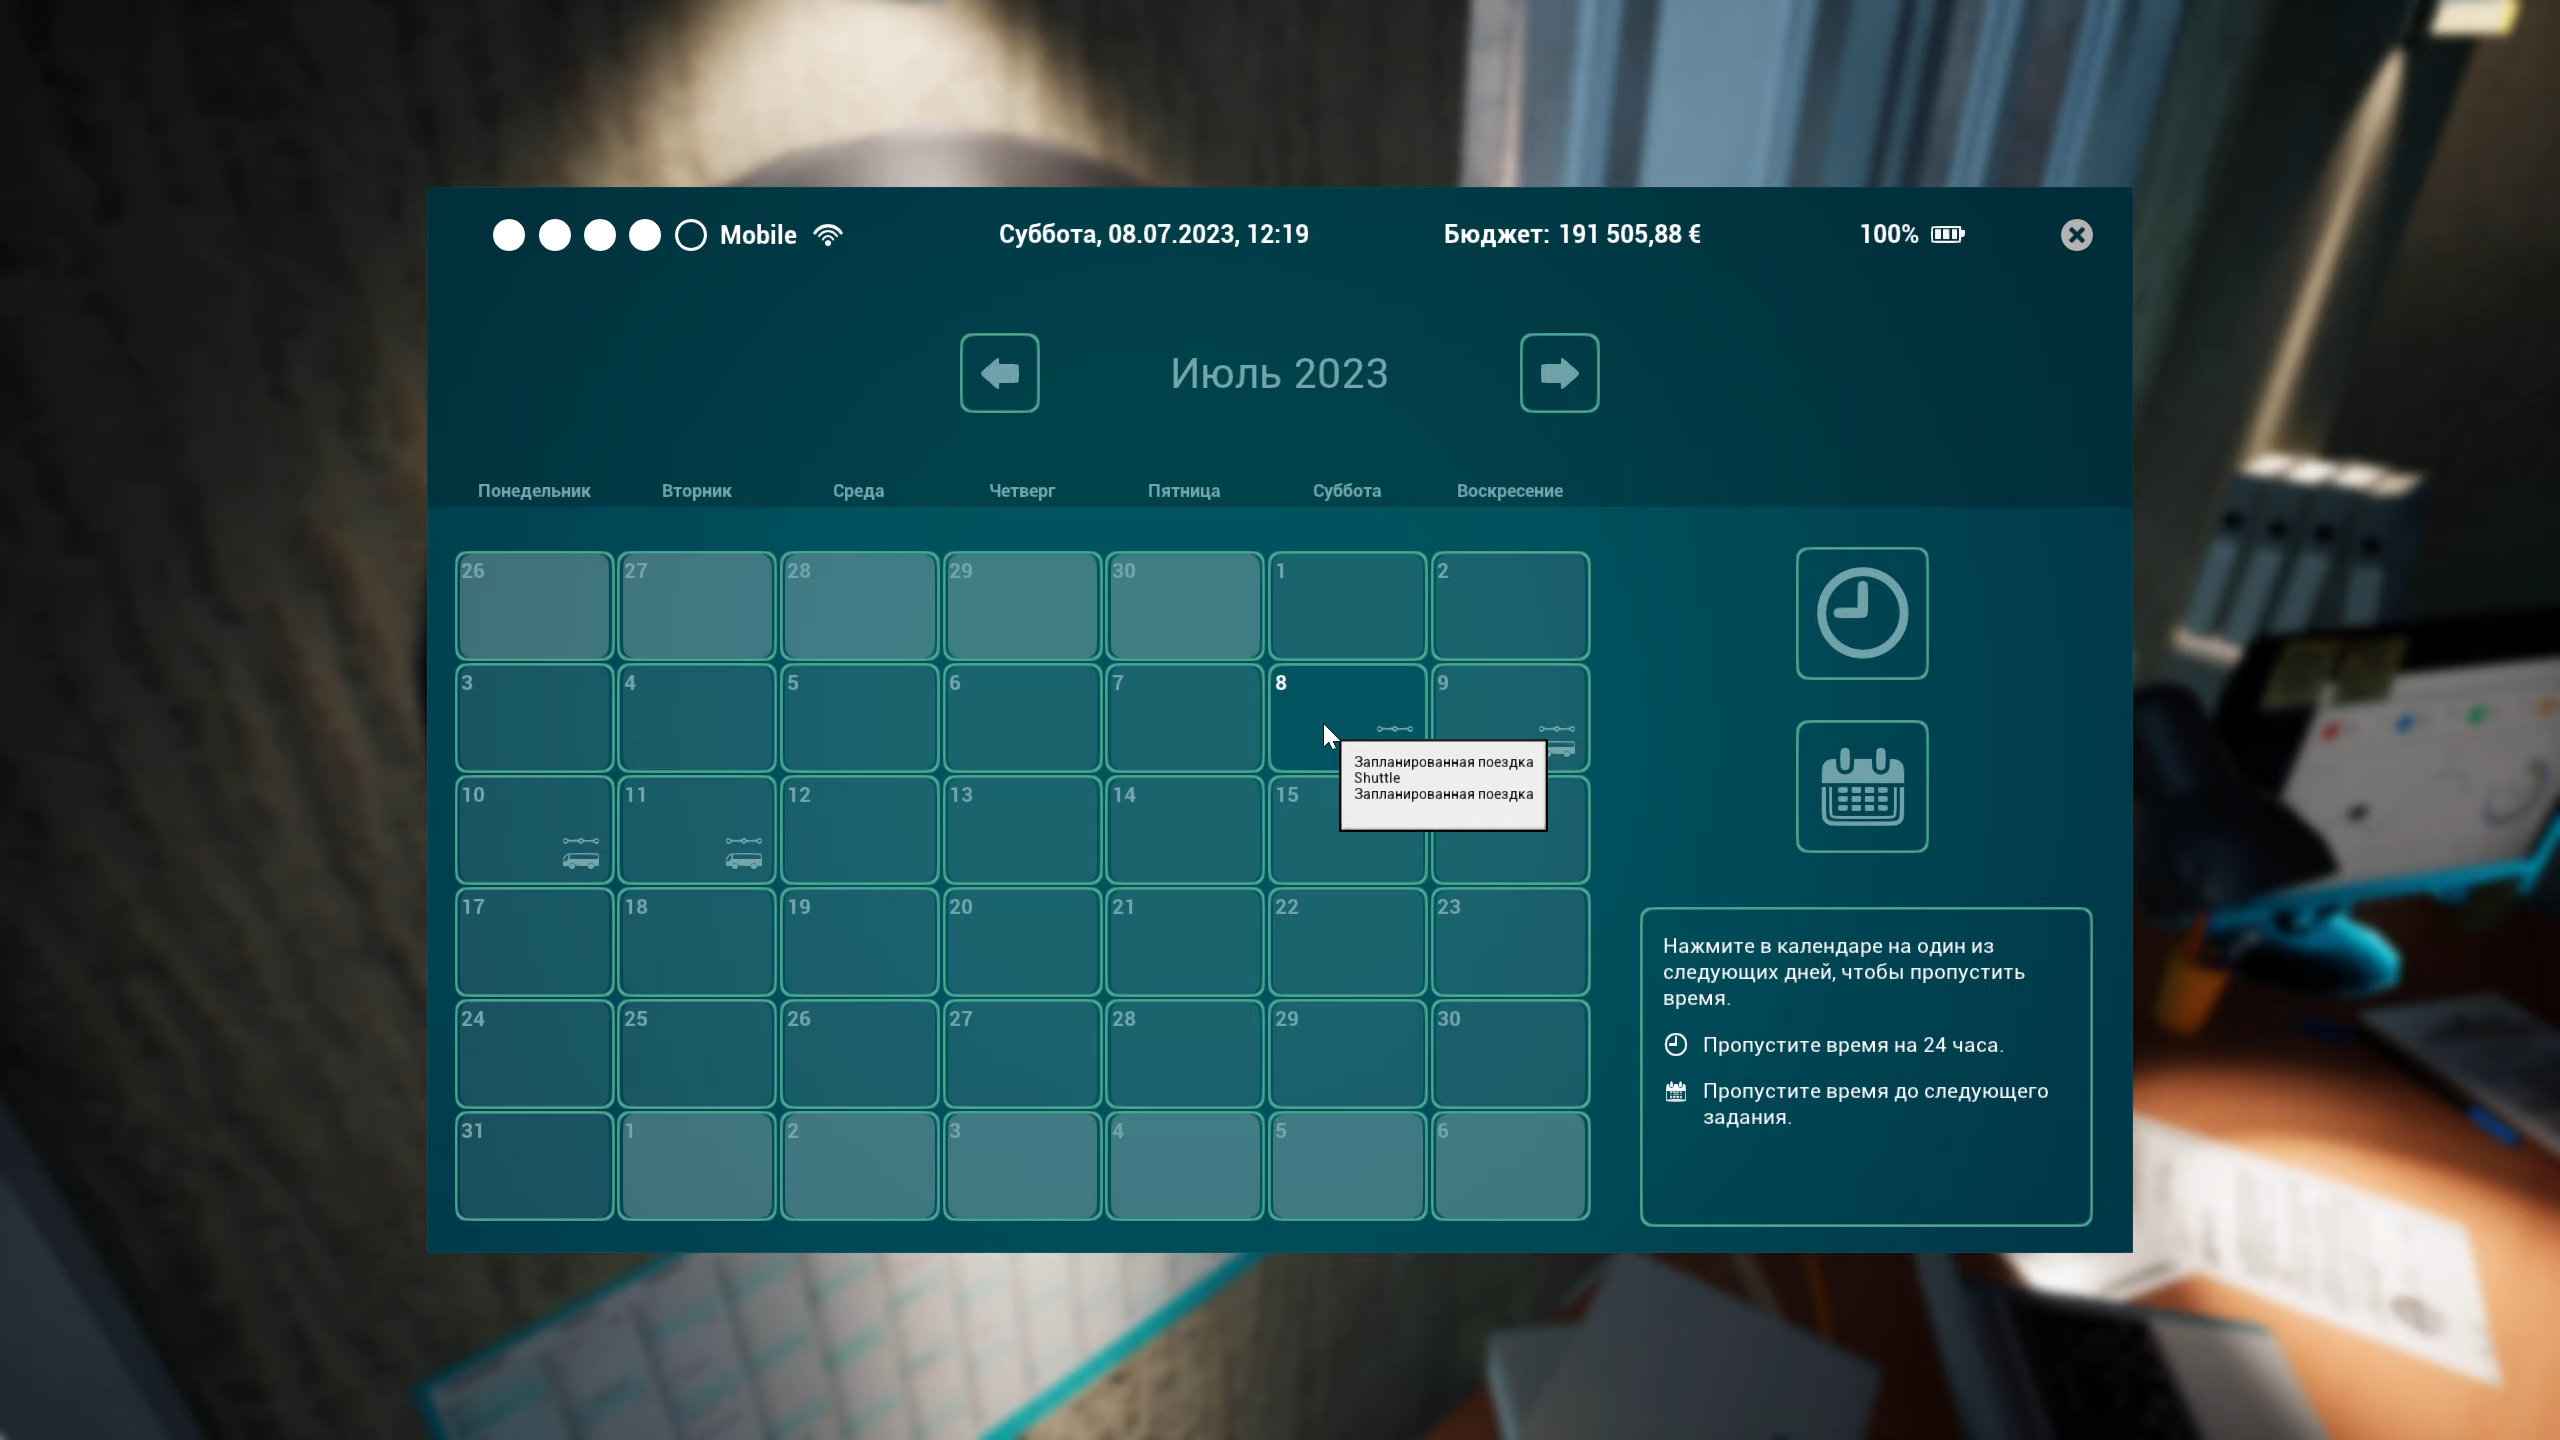 Mobile
Суббота, 08.07.2023, 12:19
Бюджет: 191 505,88 €
100%
Июль 2023
Понедельник Вторник Среда Четверг Пятница Суббота Воскресение
26 27 28 29 30 1 2
3 4 5 6 7 8 9
Запланированная поездка
Shuttle
Запланированная поездка
10 11 12 13 14 15
17 18 19 20 21 22 23
24 25 26 27 28 29 30
31 1 2 3 4 5 6
Нажмите в календаре на один из
следующих дней, чтобы пропустить
время.
Пропустите время на 24 часа.
Пропустите время до следующего
задания.